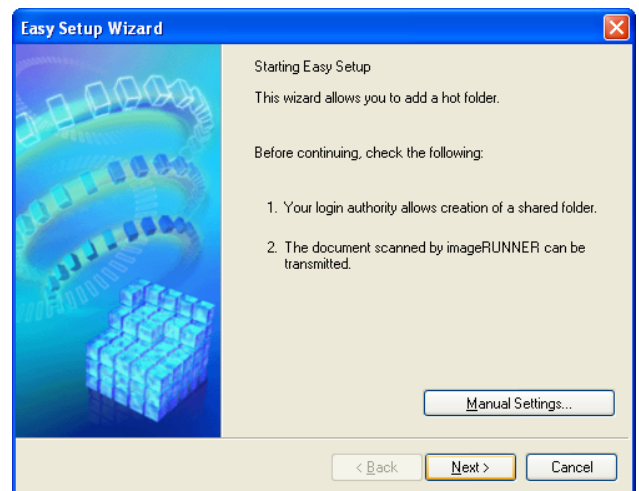 Easy Setup Wizard
Starting Easy Setup
This wizard allows you to add a hot folder.
Before continuing, check the following:
1. Your login authority allows creation of a shared folder.
2. The document scanned by imageRUNNER can be
transmitted.
Manual Settings...
< Back
Next >
Cancel